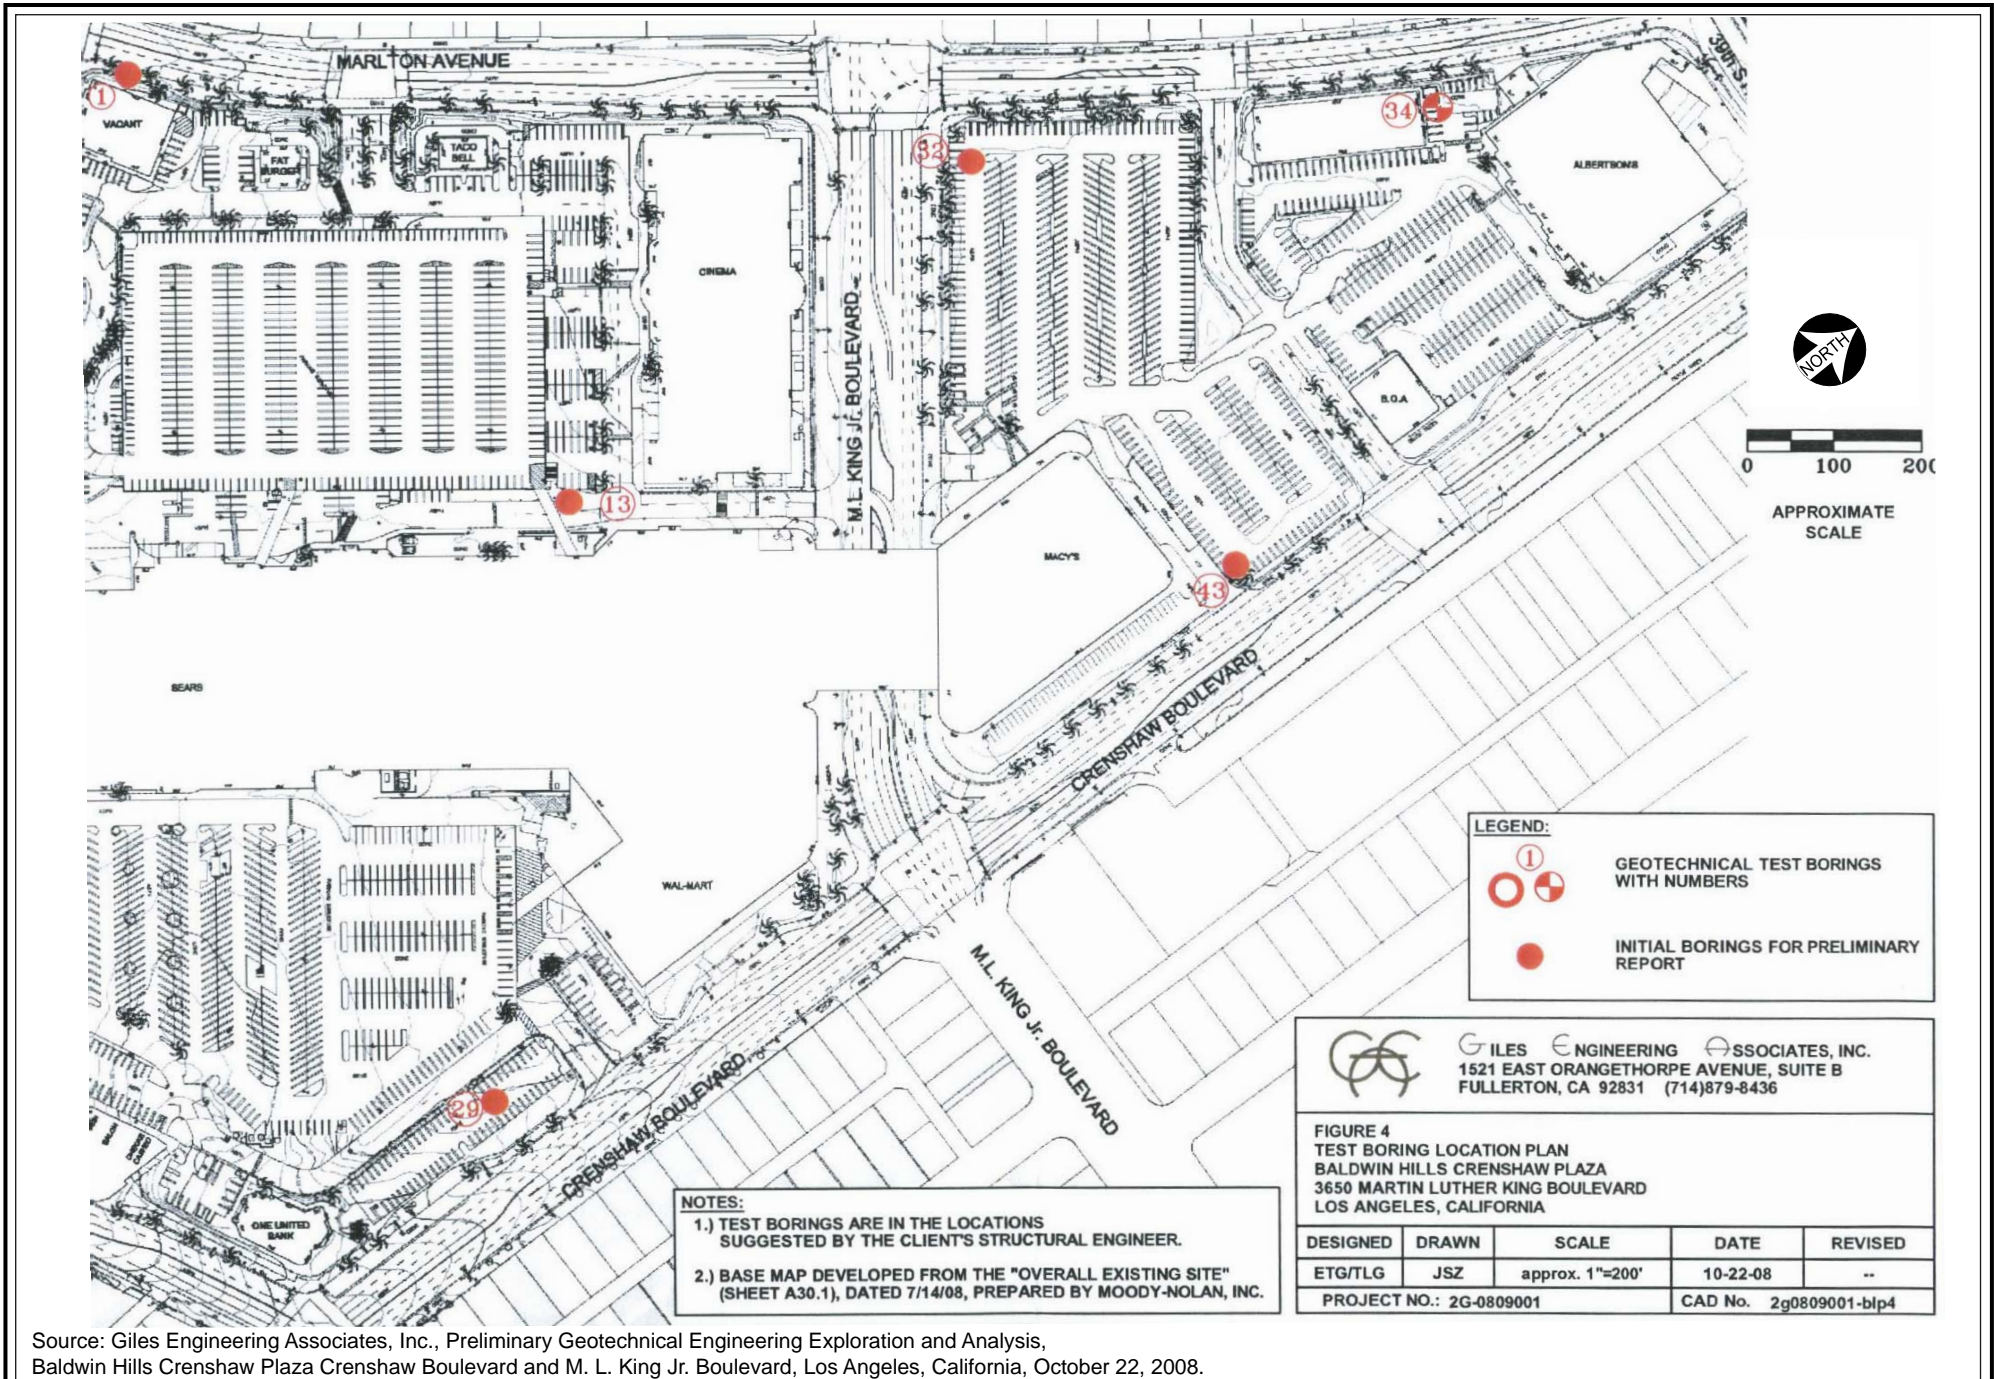 MARLTON AVENUE
39th S
1
VACANT
FAT
BURGER
TACO
BELL
32
34
ALBERTSON'S
CINEMA
M.L. KING Jr. BOULEVARD
B.O.A
NORTH
0 100 200
APPROXIMATE
SCALE
13
MACY'S
43
SEARS
CRENSHAW BOULEVARD
WAL-MART
LEGEND:
1
GEOTECHNICAL TEST BORINGS
WITH NUMBERS
INITIAL BORINGS FOR PRELIMINARY
REPORT
M.L. KING Jr. BOULEVARD
29
CRENSHAW BOULEVARD
ONE UNITED
BANK
GILES ENGINEERING ASSOCIATES, INC.
1521 EAST ORANGETHORPE AVENUE, SUITE B
FULLERTON, CA 92831 (714)879-8436
FIGURE 4
TEST BORING LOCATION PLAN
BALDWIN HILLS CRENSHAW PLAZA
3650 MARTIN LUTHER KING BOULEVARD
LOS ANGELES, CALIFORNIA
DESIGNED DRAWN SCALE DATE REVISED
ETG/TLG JSZ approx. 1"=200' 10-22-08 --
PROJECT NO.: 2G-0809001 CAD No. 2g0809001-blp4
NOTES:
1.) TEST BORINGS ARE IN THE LOCATIONS
SUGGESTED BY THE CLIENT'S STRUCTURAL ENGINEER.
2.) BASE MAP DEVELOPED FROM THE "OVERALL EXISTING SITE"
(SHEET A30.1), DATED 7/14/08, PREPARED BY MOODY-NOLAN, INC.
Source: Giles Engineering Associates, Inc., Preliminary Geotechnical Engineering Exploration and Analysis,
Baldwin Hills Crenshaw Plaza Crenshaw Boulevard and M. L. King Jr. Boulevard, Los Angeles, California, October 22, 2008.